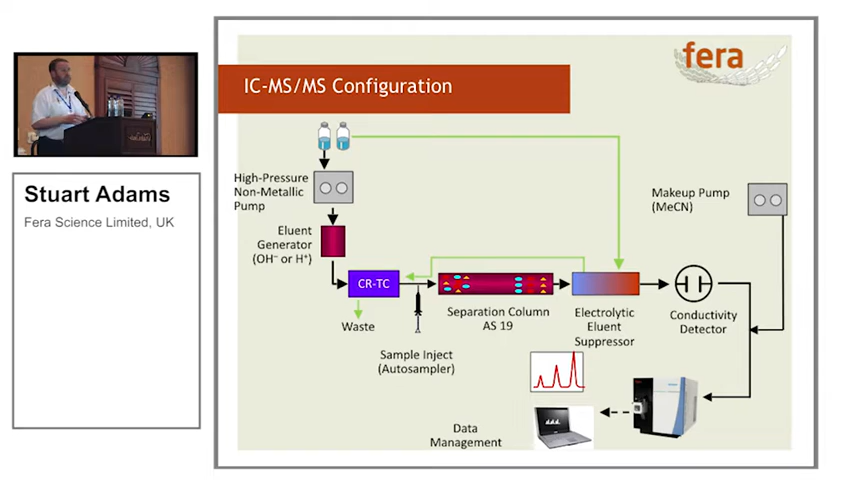 fera
IC-MS/MS Configuration
High-Pressure
Non-Metallic
Pump
Makeup Pump
(MeCN)
Eluent
Generator
(OH⁻ or H⁺)
CR-TC
Waste
Sample Inject
(Autosampler)
Separation Column
AS 19
Electrolytic
Eluent
Suppressor
Conductivity
Detector
Data
Management
Stuart Adams
Fera Science Limited, UK